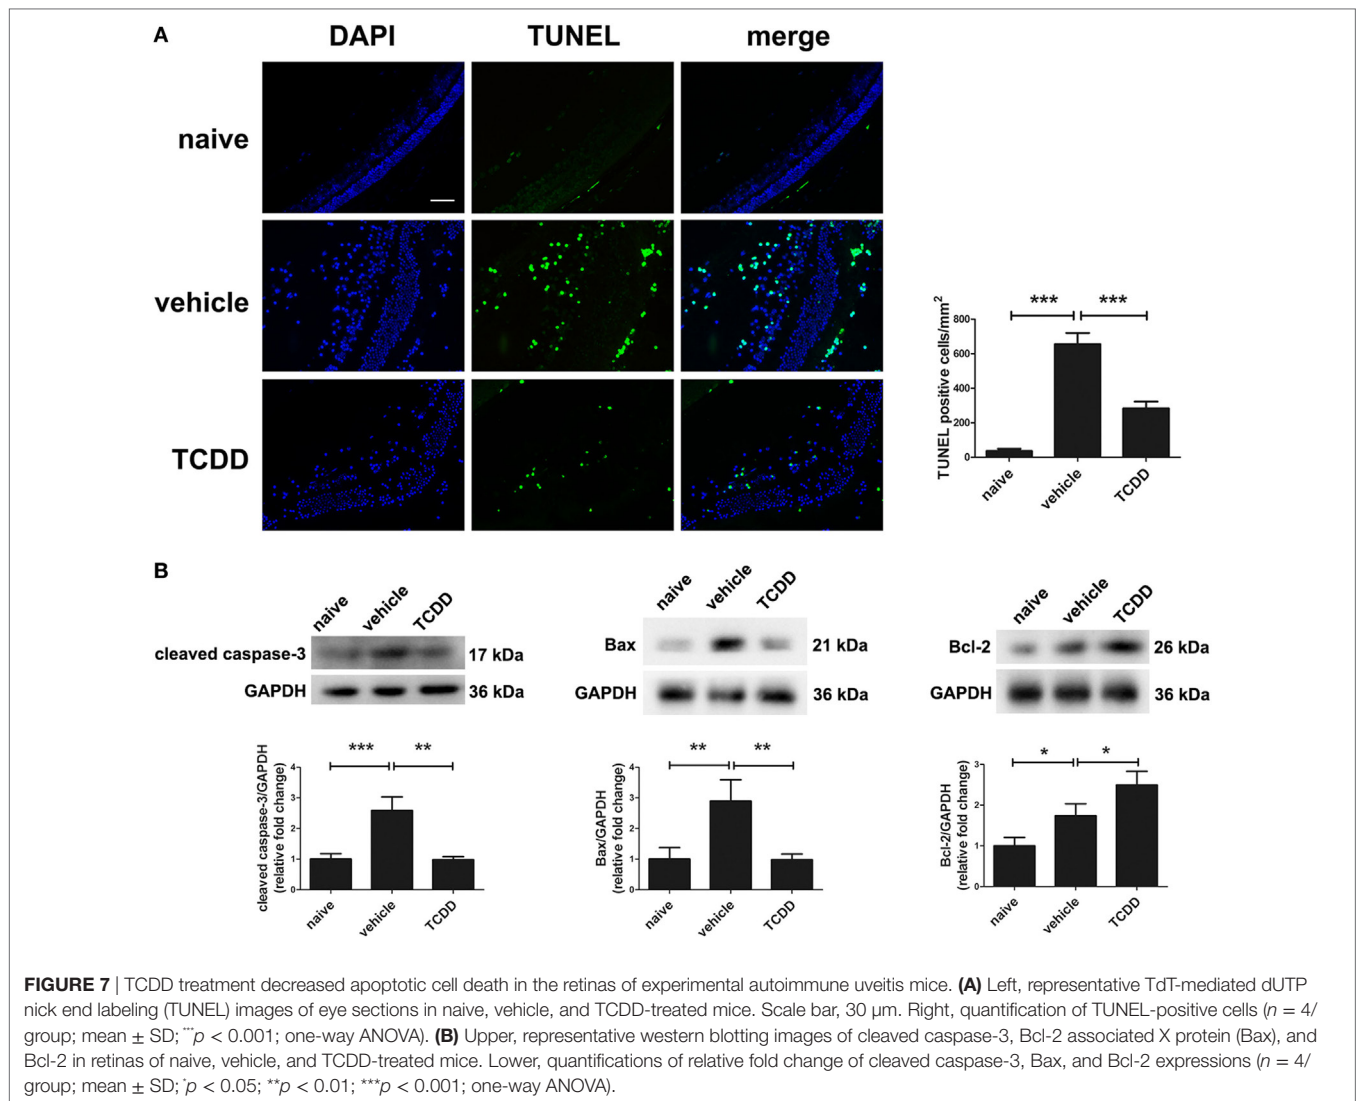 A
DAPI TUNEL merge
naive
vehicle
TCDD
TUNEL positive cells/mm²
800
600
400
200
0
*** ***
naive vehicle TCDD
B
naive vehicle TCDD
cleaved caspase-3 17 kDa
GAPDH 36 kDa
cleaved caspase-3/GAPDH
(relative fold change)
4
3
2
1
0
*** **
naive vehicle TCDD
naive vehicle TCDD
Bax 21 kDa
GAPDH 36 kDa
Bax/GAPDH
(relative fold change)
4
3
2
1
0
** **
naive vehicle TCDD
naive vehicle TCDD
Bcl-2 26 kDa
GAPDH 36 kDa
Bcl-2/GAPDH
(relative fold change)
3
2
1
0
* *
naive vehicle TCDD
FIGURE 7 | TCDD treatment decreased apoptotic cell death in the retinas of experimental autoimmune uveitis mice. (A) Left, representative TdT-mediated dUTP
nick end labeling (TUNEL) images of eye sections in naive, vehicle, and TCDD-treated mice. Scale bar, 30 µm. Right, quantification of TUNEL-positive cells (n = 4/
group; mean ± SD; ***p < 0.001; one-way ANOVA). (B) Upper, representative western blotting images of cleaved caspase-3, Bcl-2 associated X protein (Bax), and
Bcl-2 in retinas of naive, vehicle, and TCDD-treated mice. Lower, quantifications of relative fold change of cleaved caspase-3, Bax, and Bcl-2 expressions (n = 4/
group; mean ± SD; *p < 0.05; **p < 0.01; ***p < 0.001; one-way ANOVA).